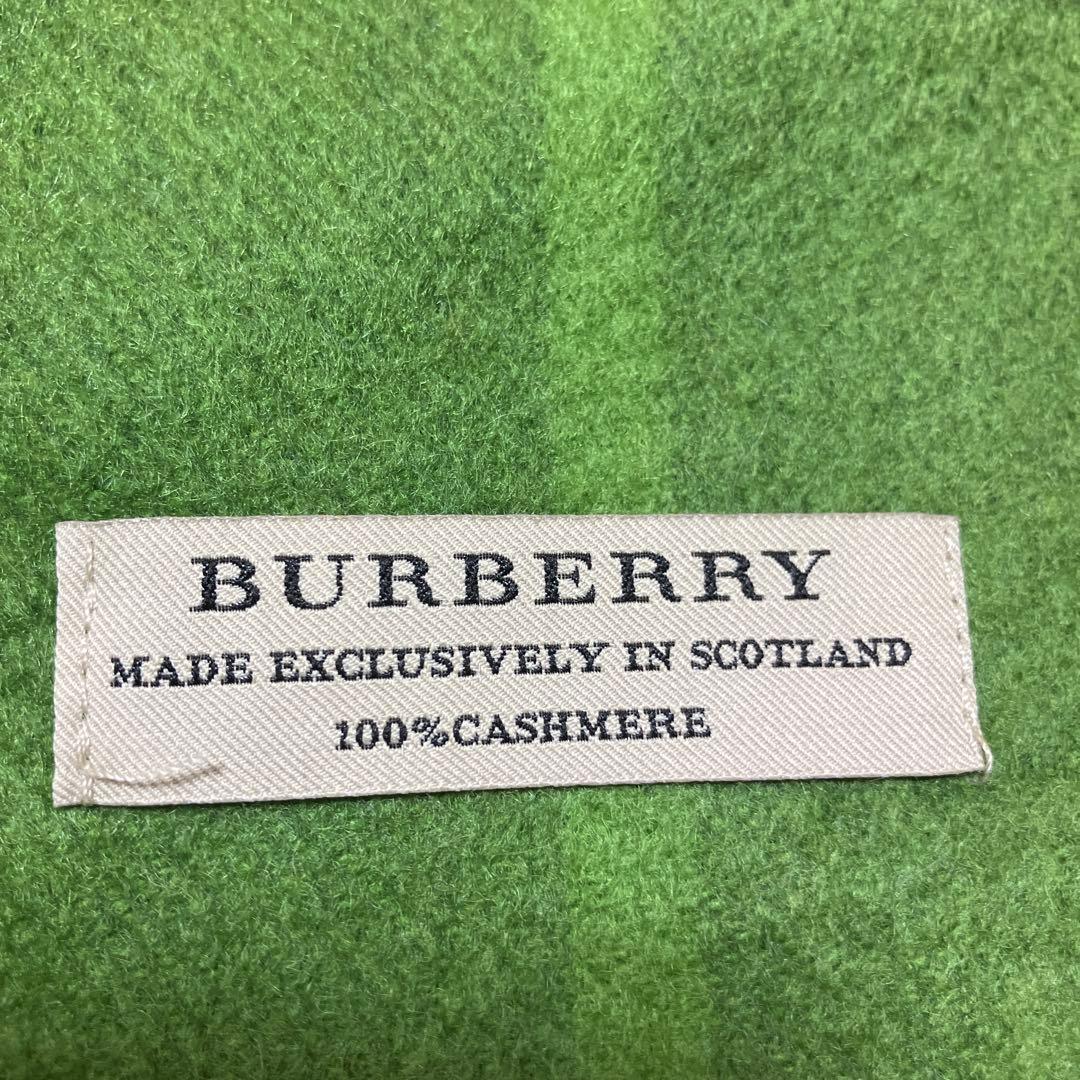 BURBERRY
MADE EXCLUSIVELY IN SCOTLAND
100%CASHMERE